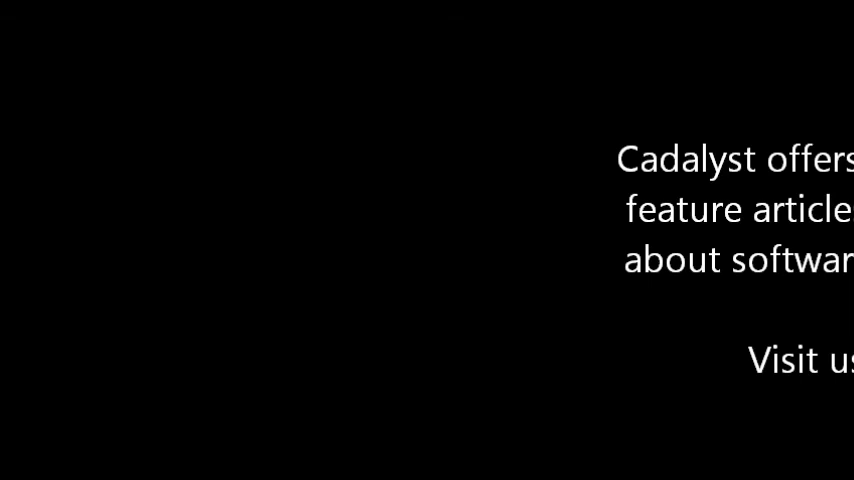 Cadalyst offers
feature article
about softwar
Visit us